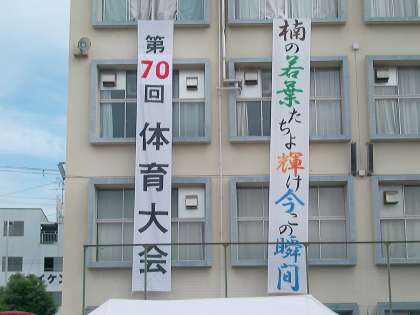 第70回 体育大会
楠の若葉たちよ輝け今この瞬間